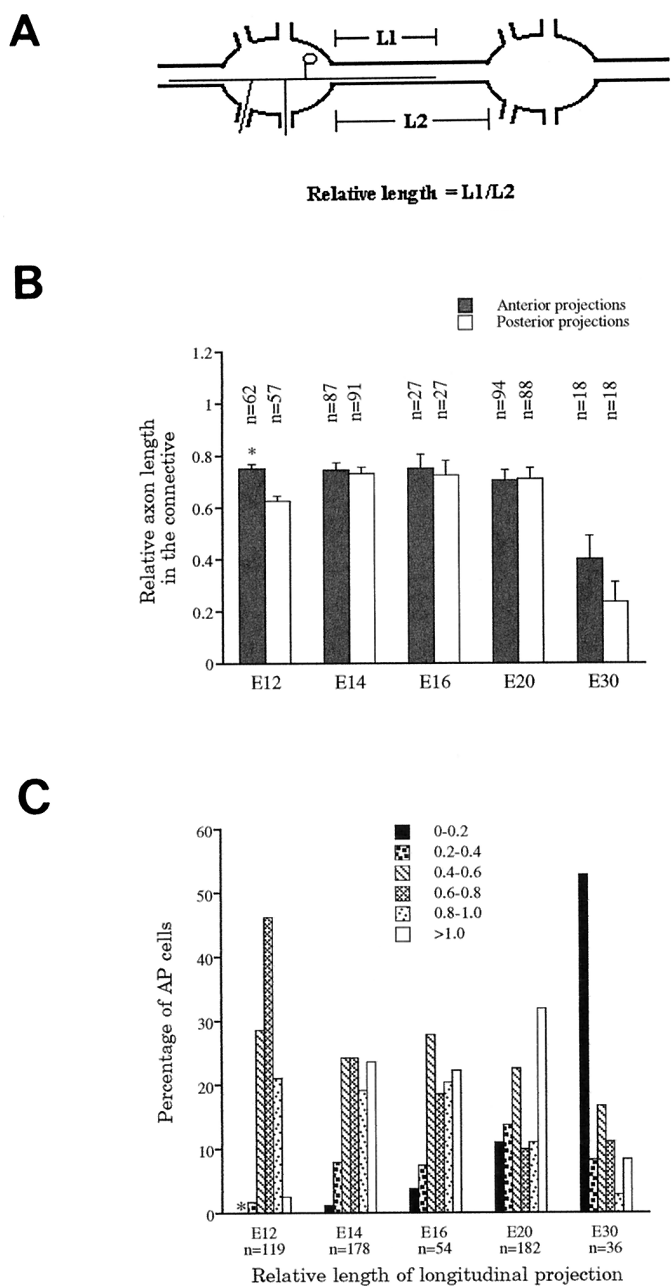 A
L1
L2
Relative length = L1/L2
B
Anterior projections
Posterior projections
Relative axon length
in the connective
1.2
1
0.8
0.6
0.4
0.2
0
n=62
n=57
n=87
n=91
n=27
n=27
n=94
n=88
n=18
n=18
*
E12
E14
E16
E20
E30
C
0-0.2
0.2-0.4
0.4-0.6
0.6-0.8
0.8-1.0
>1.0
Percentage of AP cells
60
50
40
30
20
10
0
*
E12
E14
E16
E20
E30
n=119
n=178
n=54
n=182
n=36
Relative length of longitudinal projection